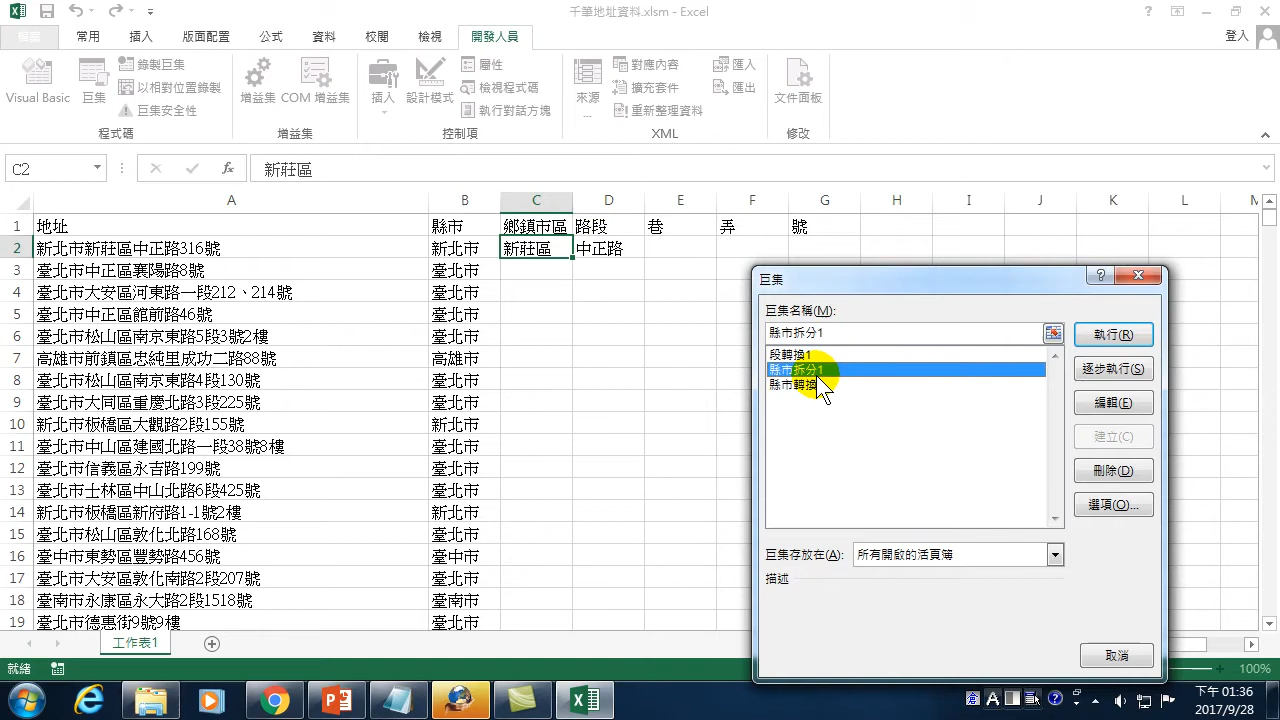 千筆地址資料.xlsm - Excel
常用 插入 版面配置 公式 資料 校閱 檢視 開發人員 登入
Visual Basic 巨集 錄製巨集 以相對位置錄製 巨集安全性
增益集 COM 增益集
插入 設計模式 屬性 檢視程式碼 執行對話方塊
來源 ... 對應內容 擴充套件 重新整理資料 匯入 匯出
文件面板
程式碼 增益集 控制項 XML 修改
C2 fx 新莊區
A B C D E F G H I J K L M
1 地址 縣市 鄉鎮市區 路段 巷 弄 號
2 新北市新莊區中正路316號 新北市 新莊區 中正路
3 臺北市中正區襄陽路8號 臺北市
4 臺北市大安區河東路一段212、214號 臺北市
5 臺北市中正區館前路46號 臺北市
6 臺北市松山區南京東路5段3號2樓 臺北市
7 高雄市前鎮區忠純里成功二路88號 高雄市
8 臺北市松山區南京東路4段130號 臺北市
9 臺北市大同區重慶北路3段225號 臺北市
10 新北市板橋區大觀路2段155號 新北市
11 臺北市中山區建國北路一段38號8樓 臺北市
12 臺北市信義區永吉路199號 臺北市
13 臺北市士林區中山北路6段425號 臺北市
14 新北市板橋區新府路1-1號2樓 新北市
15 臺北市松山區敦化北路168號 臺北市
16 臺中市東勢區豐勢路456號 臺中市
17 臺北市大安區敦化南路2段207號 臺北市
18 臺南市永康區永大路2段1518號 臺南市
19 臺北市德惠街9號9樓 臺北市
巨集
巨集名稱(M):
縣市拆分1
段轉換1
縣市拆分1
縣市轉換
執行(R)
逐步執行(S)
編輯(E)
建立(C)
刪除(D)
選項(O)...
巨集存放在(A): 所有開啟的活頁簿
描述
取消
工作表1
就緒 100%
下午 01:36
2017/9/28